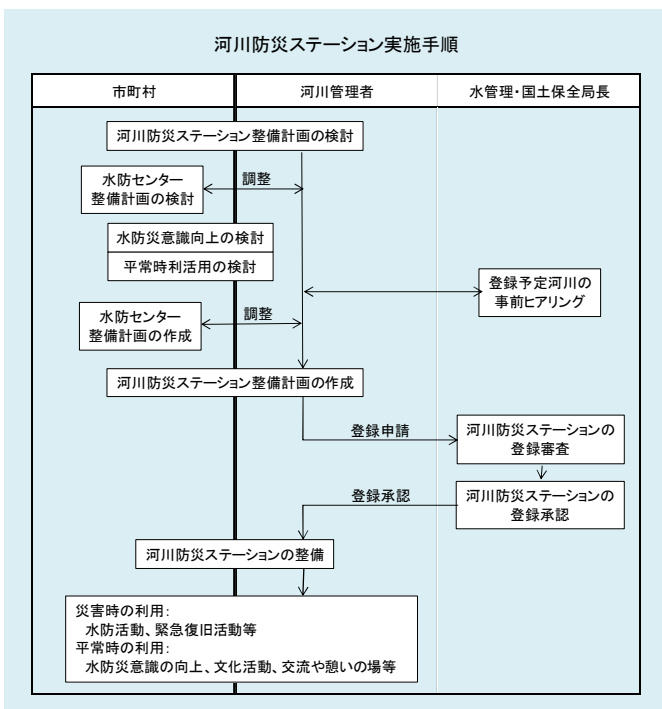 河川防災ステーション実施手順
市町村
河川管理者
水管理・国土保全局長
河川防災ステーション整備計画の検討
水防センター
整備計画の検討
調整
水防災意識向上の検討
平常時利活用の検討
登録予定河川の
事前ヒアリング
水防センター
整備計画の作成
調整
河川防災ステーション整備計画の作成
登録申請
河川防災ステーションの
登録審査
登録承認
河川防災ステーションの
登録承認
河川防災ステーションの整備
災害時の利用：
水防活動、緊急復旧活動等
平常時の利用：
水防災意識の向上、文化活動、交流や憩いの場等